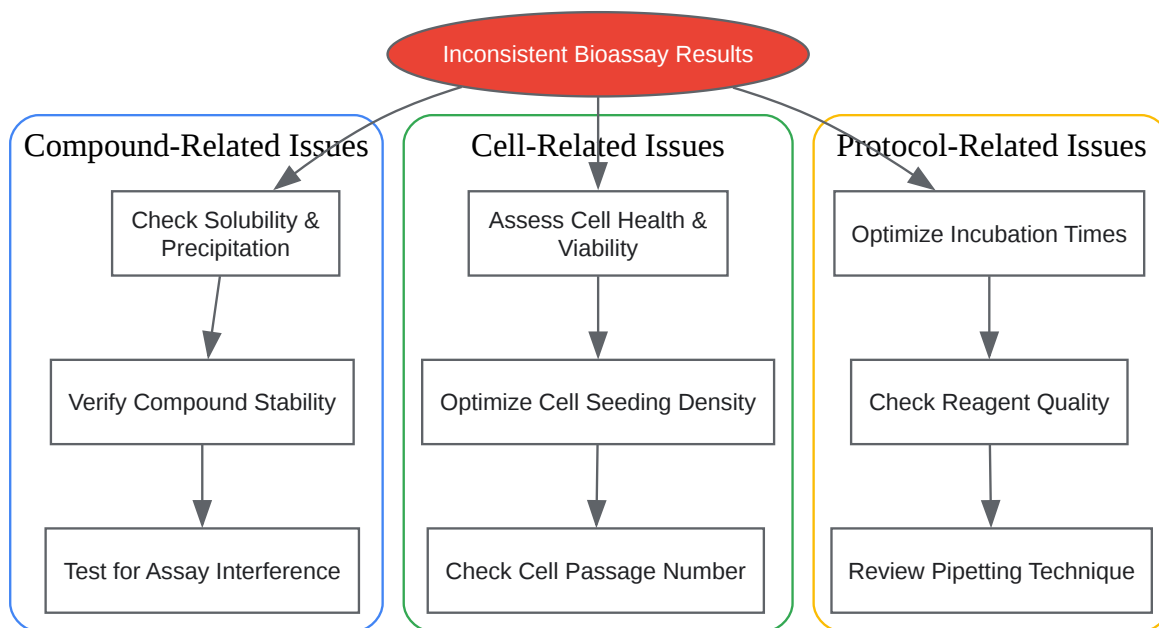 Inconsistent Bioassay Results
Compound-Related Issues
Check Solubility &
Precipitation
Verify Compound Stability
Test for Assay Interference
Cell-Related Issues
Assess Cell Health &
Viability
Optimize Cell Seeding Density
Check Cell Passage Number
Protocol-Related Issues
Optimize Incubation Times
Check Reagent Quality
Review Pipetting Technique